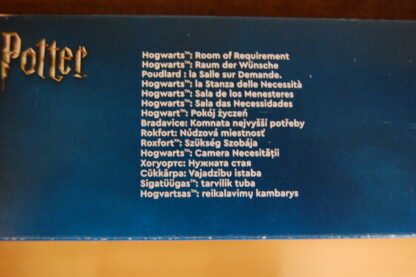 Potter
Hogwarts™: Room of Requirement
Hogwarts™: Raum der Wünsche
Poudlard : la Salle sur Demande.
Hogwarts™: la Stanza delle Necessità
Hogwarts™: Sala de los Menesteres
Hogwarts™: Sala das Necessidades
Hogwart™: Pokój życzeń
Bradavice: Komnata nejvyšší potřeby
Rokfort: Núdzová miestnosť
Roxfort™: Szükség Szobája
Hogwarts™: Camera Necesității
Хогуортс: Нужната стая
Cūkkārpa: Vajadzību istaba
Sigatüügas™: tarvilik tuba
Hogvartsas™: reikalavimų kambarys